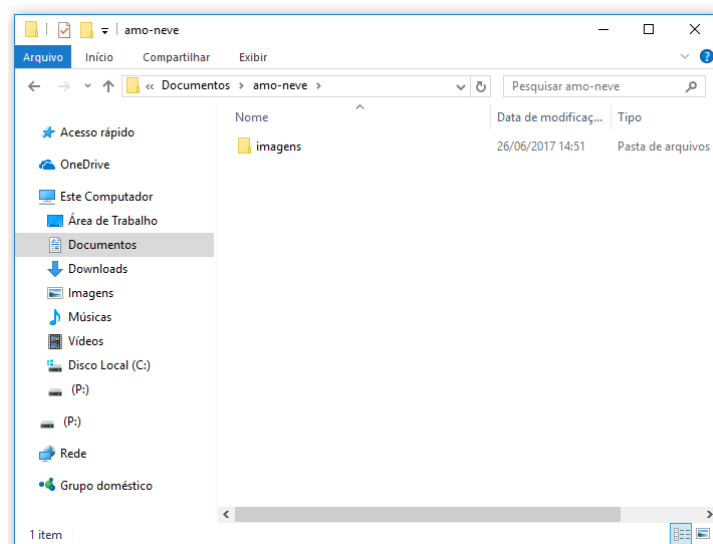 amo-neve
Arquivo Início Compartilhar Exibir
« Documentos > amo-neve >
Pesquisar amo-neve
Nome Data de modificaç... Tipo
imagens 26/06/2017 14:51 Pasta de arquivos
Acesso rápido
OneDrive
Este Computador
Área de Trabalho
Documentos
Downloads
Imagens
Músicas
Vídeos
Disco Local (C:)
(P:)
(P:)
Rede
Grupo doméstico
1 item